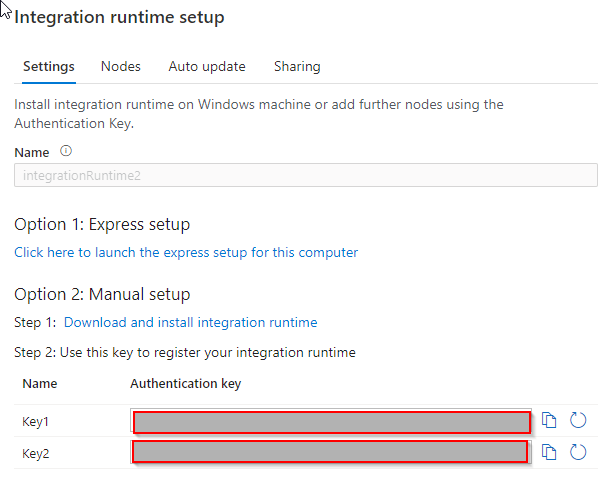 Integration runtime setup
Settings Nodes Auto update Sharing
Install integration runtime on Windows machine or add further nodes using the
Authentication Key.
Name
integrationRuntime2
Option 1: Express setup
Click here to launch the express setup for this computer
Option 2: Manual setup
Step 1: Download and install integration runtime
Step 2: Use this key to register your integration runtime
Name Authentication key
Key1
Key2